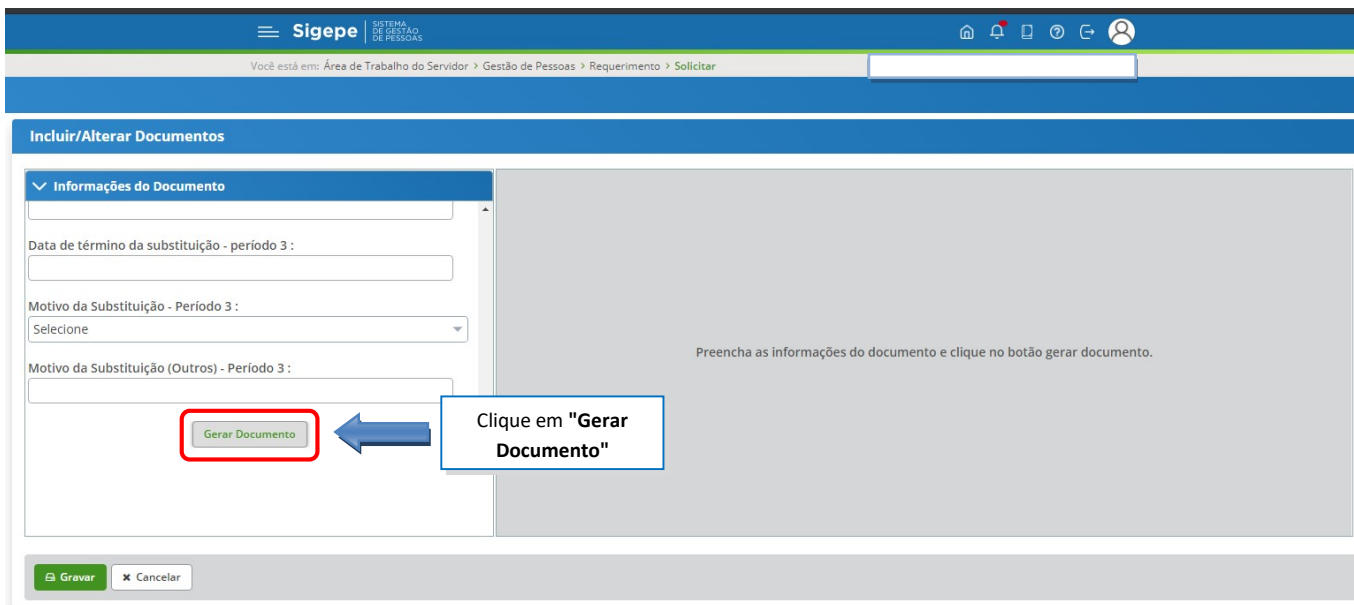 Sigepe
SISTEMA
DE GESTÃO
DE PESSOAS
Você está em: Área de Trabalho do Servidor > Gestão de Pessoas > Requerimento > Solicitar
Incluir/Alterar Documentos
Informações do Documento
Data de término da substituição - período 3 :
Motivo da Substituição - Período 3 :
Selecione
Motivo da Substituição (Outros) - Período 3 :
Gerar Documento
Clique em "Gerar
Documento"
Preencha as informações do documento e clique no botão gerar documento.
Gravar
Cancelar